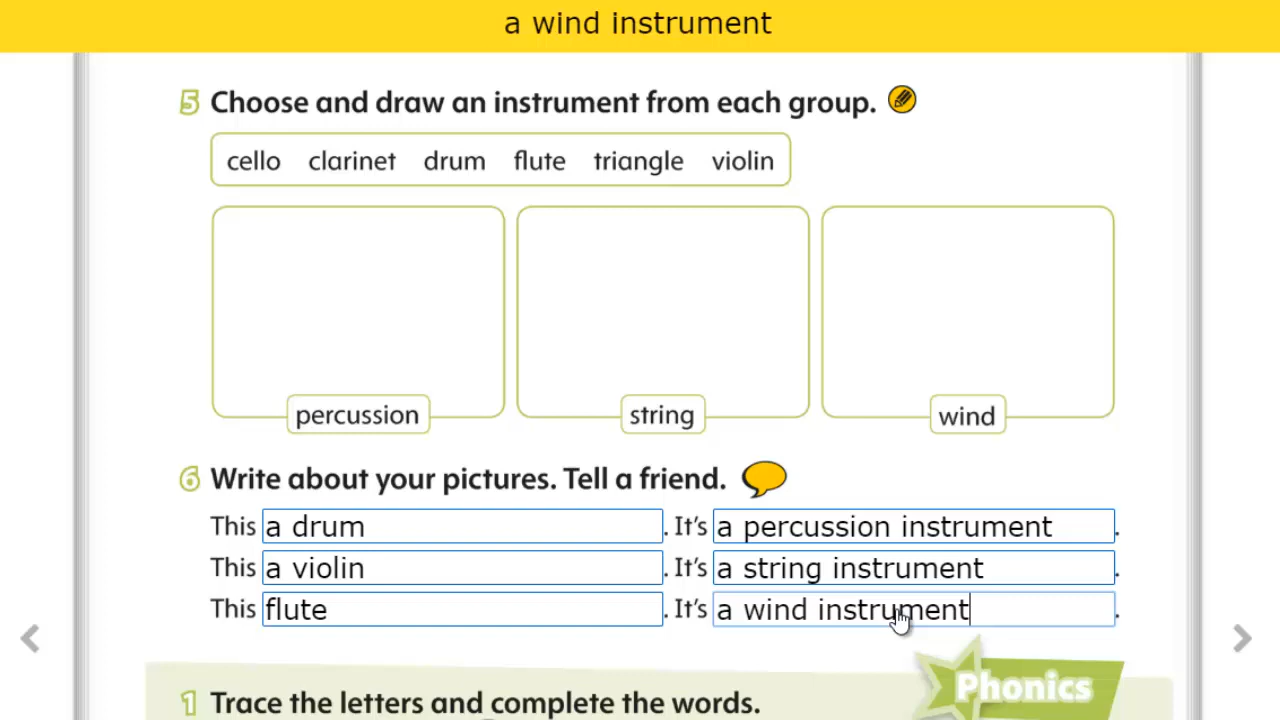 a wind instrument
5 Choose and draw an instrument from each group.
cello clarinet drum flute triangle violin
percussion string wind
6 Write about your pictures. Tell a friend.
This a drum. It's a percussion instrument.
This a violin. It's a string instrument.
This flute. It's a wind instrument.
Phonics
1 Trace the letters and complete the words.